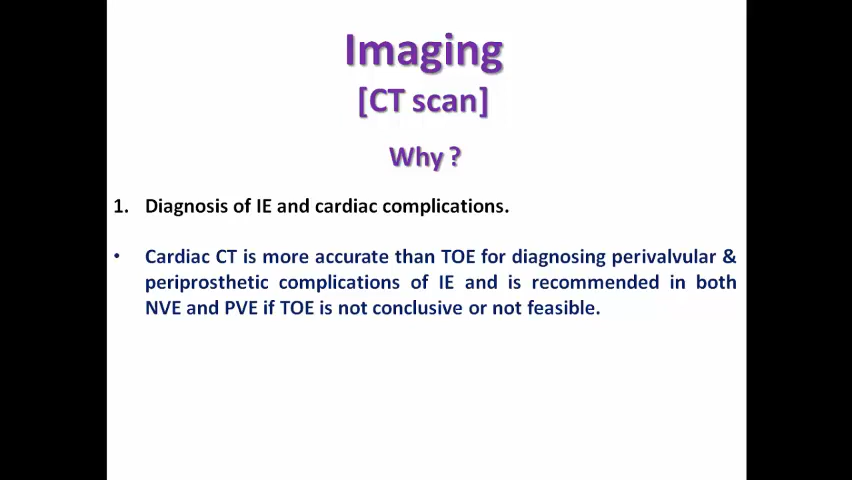 Imaging
[CT scan]
Why ?
1. Diagnosis of IE and cardiac complications.
• Cardiac CT is more accurate than TOE for diagnosing perivalvular &
periprosthetic complications of IE and is recommended in both
NVE and PVE if TOE is not conclusive or not feasible.